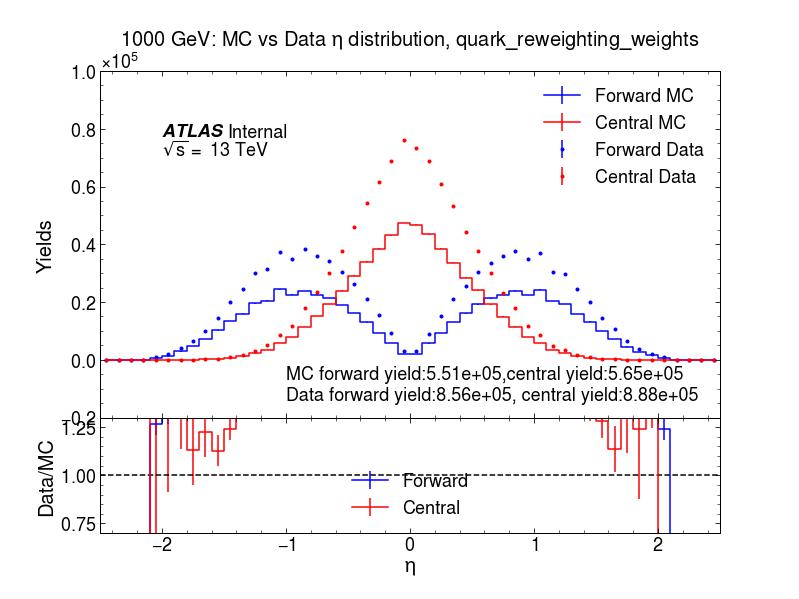 1000 GeV: MC vs Data η distribution, quark_reweighting_weights
×10⁵
1.0
0.8
0.6
0.4
0.2
0.0
0.2
Yields
ATLAS Internal
√s = 13 TeV
Forward MC
Central MC
Forward Data
Central Data
MC forward yield:5.51e+05,central yield:5.65e+05
Data forward yield:8.56e+05, central yield:8.88e+05
1.25
1.00
0.75
Data/MC
Forward
Central
−2 −1 0 1 2
η